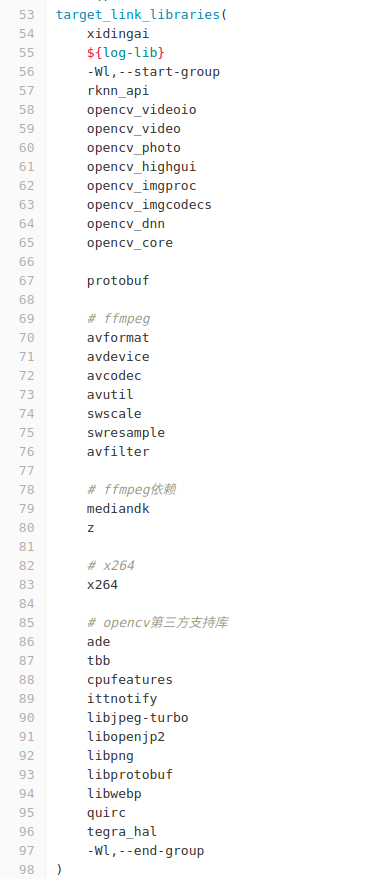 53 target_link_libraries(
54 xidingai
55 ${log-lib}
56 -Wl,--start-group
57 rknn_api
58 opencv_videoio
59 opencv_video
60 opencv_photo
61 opencv_highgui
62 opencv_imgproc
63 opencv_imgcodecs
64 opencv_dnn
65 opencv_core
66
67 protobuf
68
69 # ffmpeg
70 avformat
71 avdevice
72 avcodec
73 avutil
74 swscale
75 swresample
76 avfilter
77
78 # ffmpeg依赖
79 mediandk
80 z
81
82 # x264
83 x264
84
85 # opencv第三方支持库
86 ade
87 tbb
88 cpufeatures
89 ittnotify
90 libjpeg-turbo
91 libopenjp2
92 libpng
93 libprotobuf
94 libwebp
95 quirc
96 tegra_hal
97 -Wl,--end-group
98 )